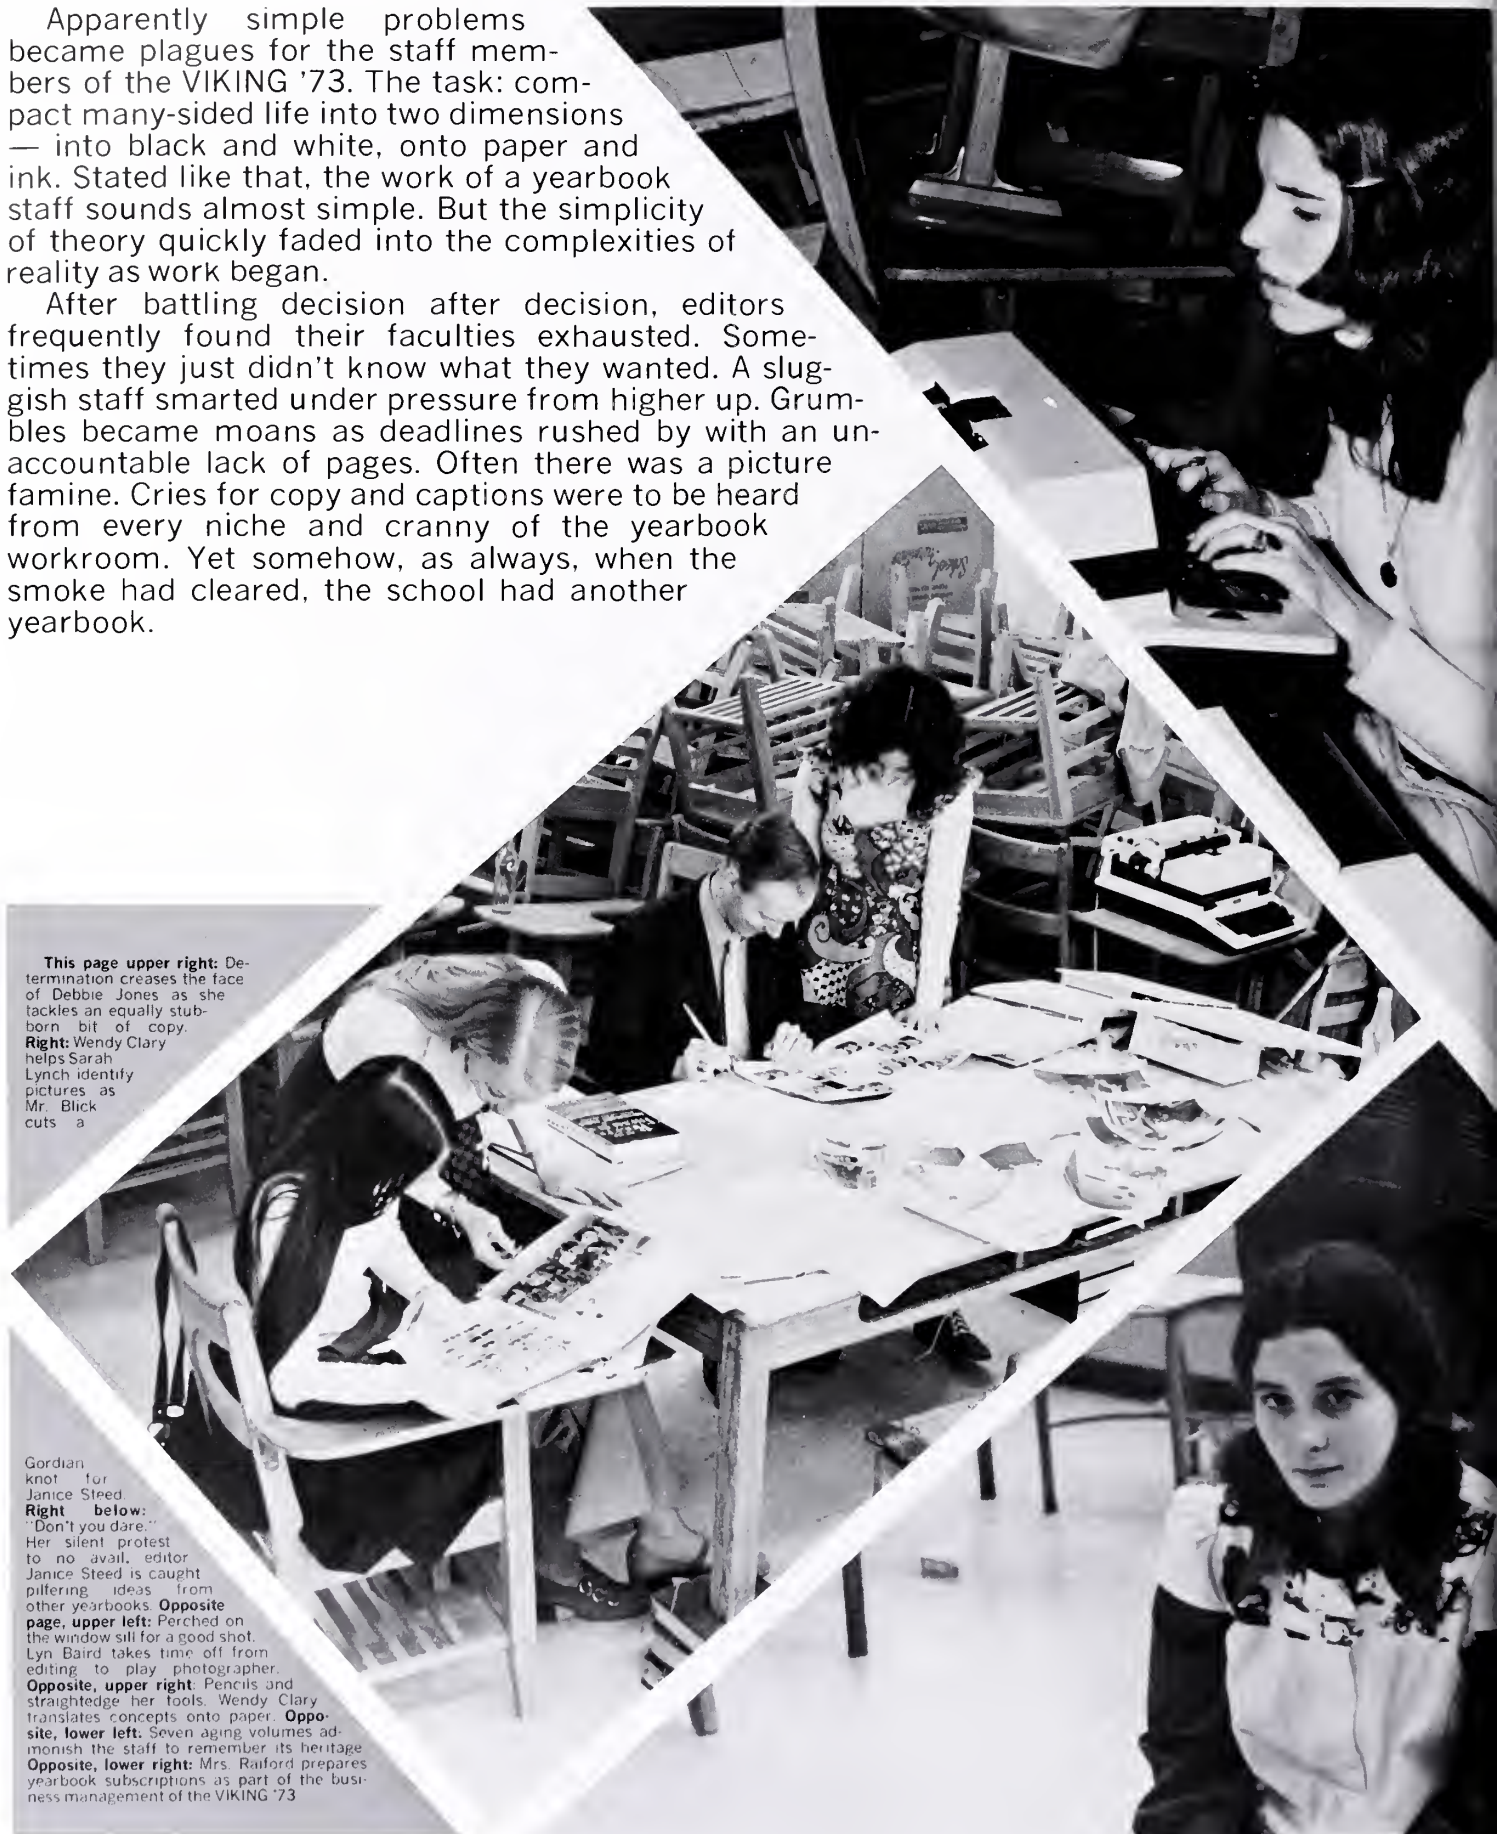 Apparently simple problems
became plagues for the staff mem-
bers of the VIKING '73. The task: com-
pact many-sided life into two dimensions
— into black and white, onto paper and
ink. Stated like that, the work of a yearbook
staff sounds almost simple. But the simplicity
of theory quickly faded into the complexities of
reality as work began.
After battling decision after decision, editors
frequently found their faculties exhausted. Some-
times they just didn't know what they wanted. A slug-
gish staff smarted under pressure from higher up. Grum-
bles became moans as deadlines rushed by with an un-
accountable lack of pages. Often there was a picture
famine. Cries for copy and captions were to be heard
from every niche and cranny of the yearbook
workroom. Yet somehow, as always, when the
smoke had cleared, the school had another
yearbook.
This page upper right: De-
termination creases the face
of Debbie Jones as she
tackles an equally stub-
born bit of copy.
Right: Wendy Clary
helps Sarah
Lynch identify
pictures as
Mr. Blick
cuts a
Gordian
knot for
Janice Steed.
Right below:
"Don't you dare."
Her silent protest
to no avail, editor
Janice Steed is caught
pilfering ideas from
other yearbooks. Opposite
page, upper left: Perched on
the window sill for a good shot,
Lyn Baird takes time off from
editing to play photographer.
Opposite, upper right: Pencils and
straightedge her tools, Wendy Clary
translates concepts onto paper. Oppo-
site, lower left: Seven aging volumes ad-
monish the staff to remember its heritage
Opposite, lower right: Mrs. Raiford prepares
yearbook subscriptions as part of the busi-
ness management of the VIKING '73